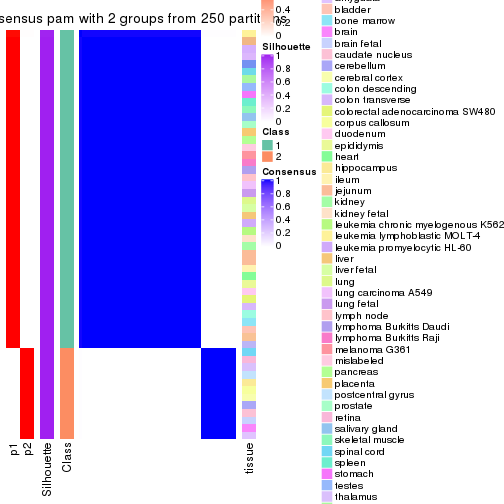 sensus pam with 2 groups from 250 partitions
0.4
0.2
0
Silhouette
1
0.8
0.6
0.4
0.2
0
Class
1
2
Consensus
1
0.8
0.6
0.4
0.2
0
bladder
bone marrow
brain
brain fetal
caudate nucleus
cerebellum
cerebral cortex
colon descending
colon transverse
colorectal adenocarcinoma SW480
corpus callosum
duodenum
epididymis
heart
hippocampus
ileum
jejunum
kidney
kidney fetal
leukemia chronic myelogenous K562
leukemia lymphoblastic MOLT-4
leukemia promyelocytic HL-60
liver
liver fetal
lung
lung carcinoma A549
lung fetal
lymph node
lymphoma Burkitts Daudi
lymphoma Burkitts Raji
melanoma G361
mislabeled
pancreas
placenta
postcentral gyrus
prostate
retina
salivary gland
skeletal muscle
spinal cord
spleen
stomach
testes
thalamus
p1
p2
Silhouette
Class
tissue